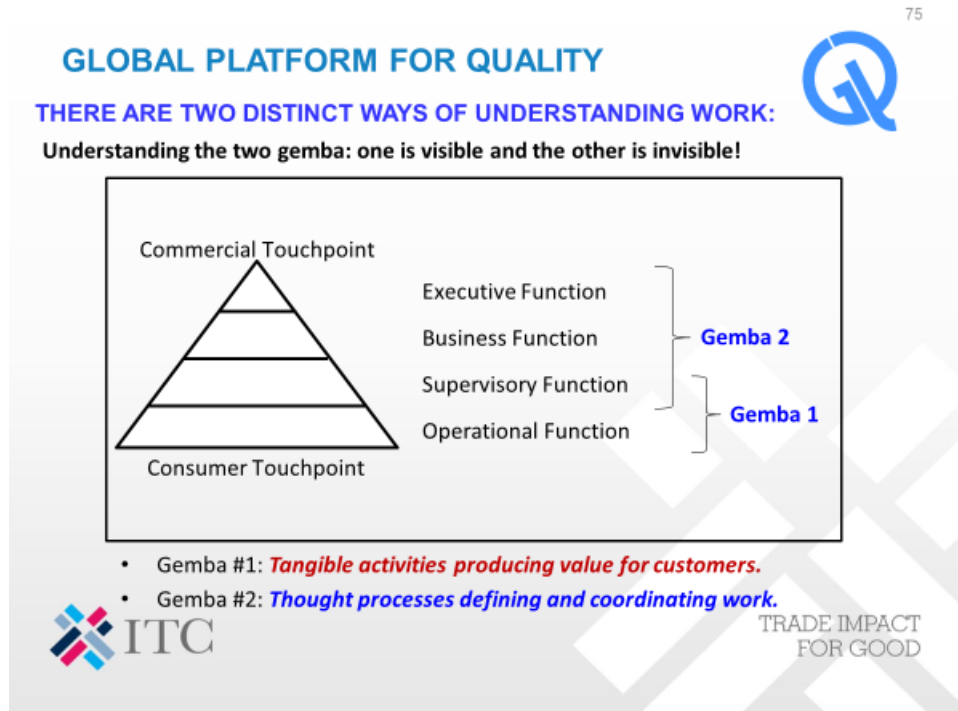 75
GLOBAL PLATFORM FOR QUALITY
THERE ARE TWO DISTINCT WAYS OF UNDERSTANDING WORK:
Understanding the two gemba: one is visible and the other is invisible!
Commercial Touchpoint
Executive Function
Business Function
Gemba 2
Supervisory Function
Gemba 1
Operational Function
Consumer Touchpoint
• Gemba #1: Tangible activities producing value for customers.
• Gemba #2: Thought processes defining and coordinating work.
ITC
TRADE IMPACT
FOR GOOD